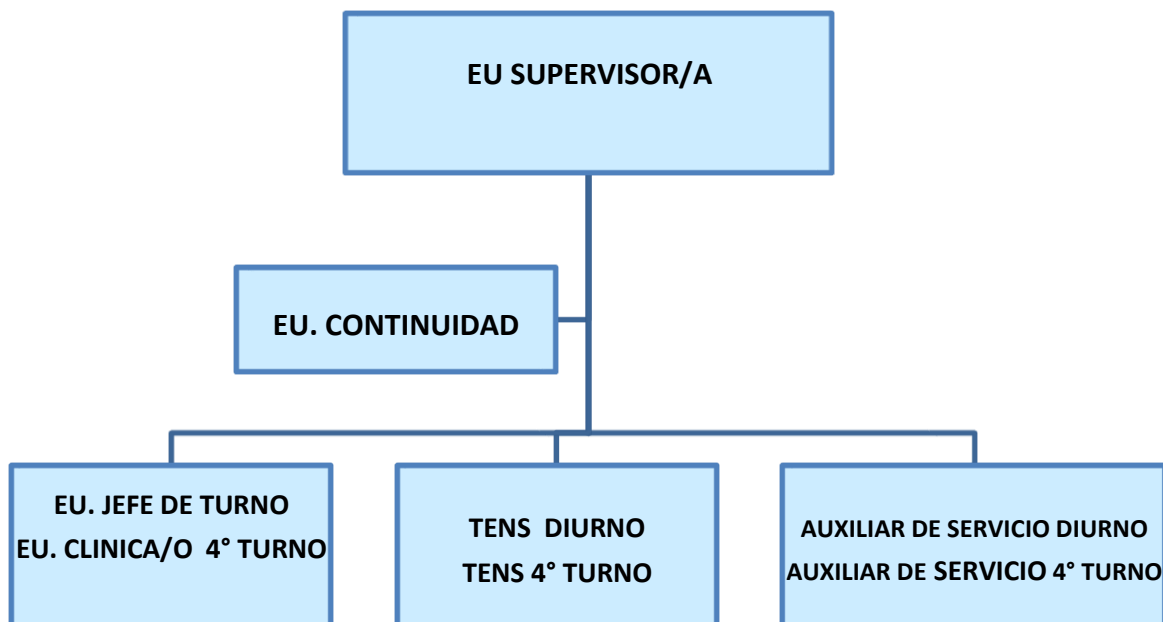 EU SUPERVISOR/A
EU. CONTINUIDAD
EU. JEFE DE TURNO
EU. CLINICA/O 4° TURNO
TENS DIURNO
TENS 4° TURNO
AUXILIAR DE SERVICIO DIURNO
AUXILIAR DE SERVICIO 4° TURNO